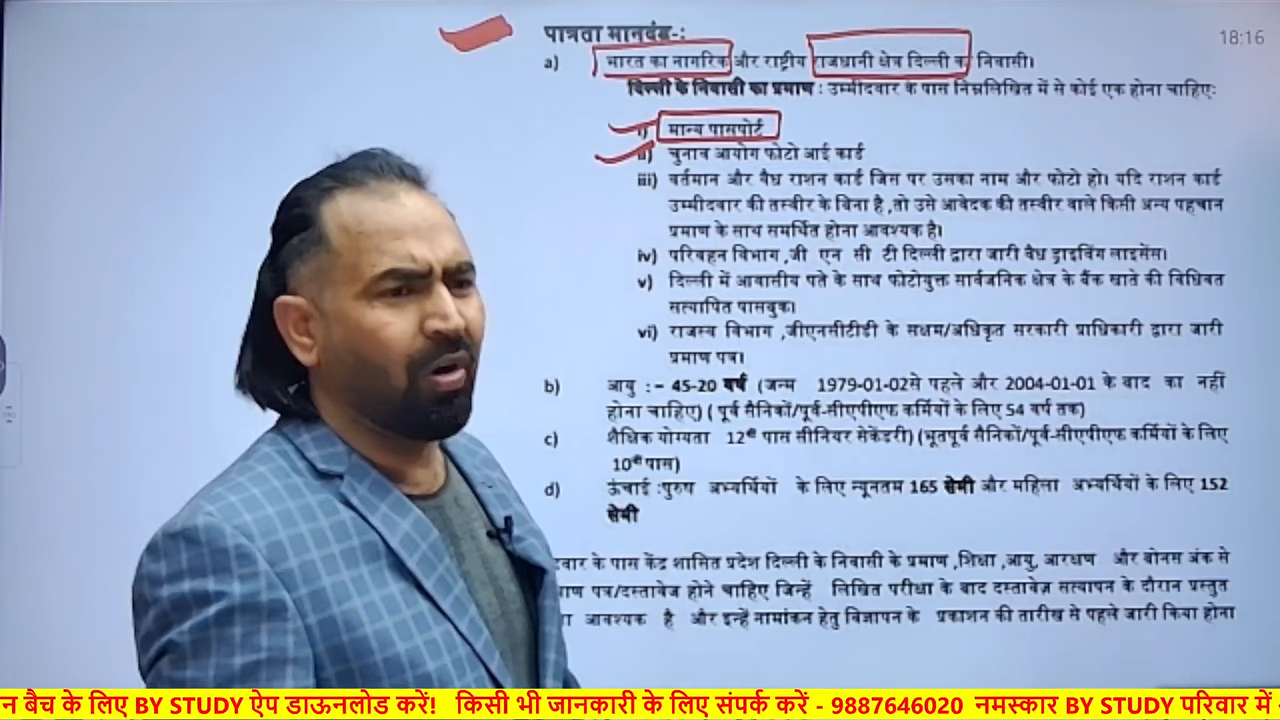 पात्रता मानदंड-:
18:16
a) भारत का नागरिक और राष्ट्रीय राजधानी क्षेत्र दिल्ली का निवासी।
दिल्ली के निवासी का प्रमाण : उम्मीदवार के पास निम्नलिखित में से कोई एक होना चाहिए:
i) मान्य पासपोर्ट
ii) चुनाव आयोग फोटो आई कार्ड
iii) वर्तमान और वैध राशन कार्ड जिस पर उसका नाम और फोटो हो। यदि राशन कार्ड
उम्मीदवार की तस्वीर के बिना है ,तो उसे आवेदक की तस्वीर वाले किसी अन्य पहचान
प्रमाण के साथ समर्थित होना आवश्यक है।
iv) परिवहन विभाग ,जी एन सी टी दिल्ली द्वारा जारी वैध ड्राइविंग लाइसेंस।
v) दिल्ली में आवासीय पते के साथ फोटोयुक्त सार्वजनिक क्षेत्र के बैंक खाते की विधिवत
सत्यापित पासबुक।
vi) राजस्व विभाग ,जीएनसीटीडी के सक्षम/अधिकृत सरकारी प्राधिकारी द्वारा जारी
प्रमाण पत्र।
b) आयु : - 45-20 वर्ष (जन्म 1979-01-02से पहले और 2004-01-01 के बाद का नहीं
होना चाहिए) ( पूर्व सैनिकों/पूर्व-सीएपीएफ कर्मियों के लिए 54 वर्ष तक)
c) शैक्षिक योग्यता 12वीं पास सीनियर सेकेंडरी) (भूतपूर्व सैनिकों/पूर्व-सीएपीएफ कर्मियों के लिए
10वीं पास)
d) ऊंचाई :पुरुष अभ्यर्थियों के लिए न्यूनतम 165 सेमी और महिला अभ्यर्थियों के लिए 152
सेमी
दवार के पास केंद्र शासित प्रदेश दिल्ली के निवासी के प्रमाण ,शिक्षा ,आयु, आरक्षण और बोनस अंक से
ाण पत्र/दस्तावेज होने चाहिए जिन्हें लिखित परीक्षा के बाद दस्तावेज़ सत्यापन के दौरान प्रस्तुत
ा आवश्यक है और इन्हें नामांकन हेतु विज्ञापन के प्रकाशन की तारीख से पहले जारी किया होना
न बैच के लिए BY STUDY ऐप डाऊनलोड करें! किसी भी जानकारी के लिए संपर्क करें - 9887646020 नमस्कार BY STUDY परिवार में